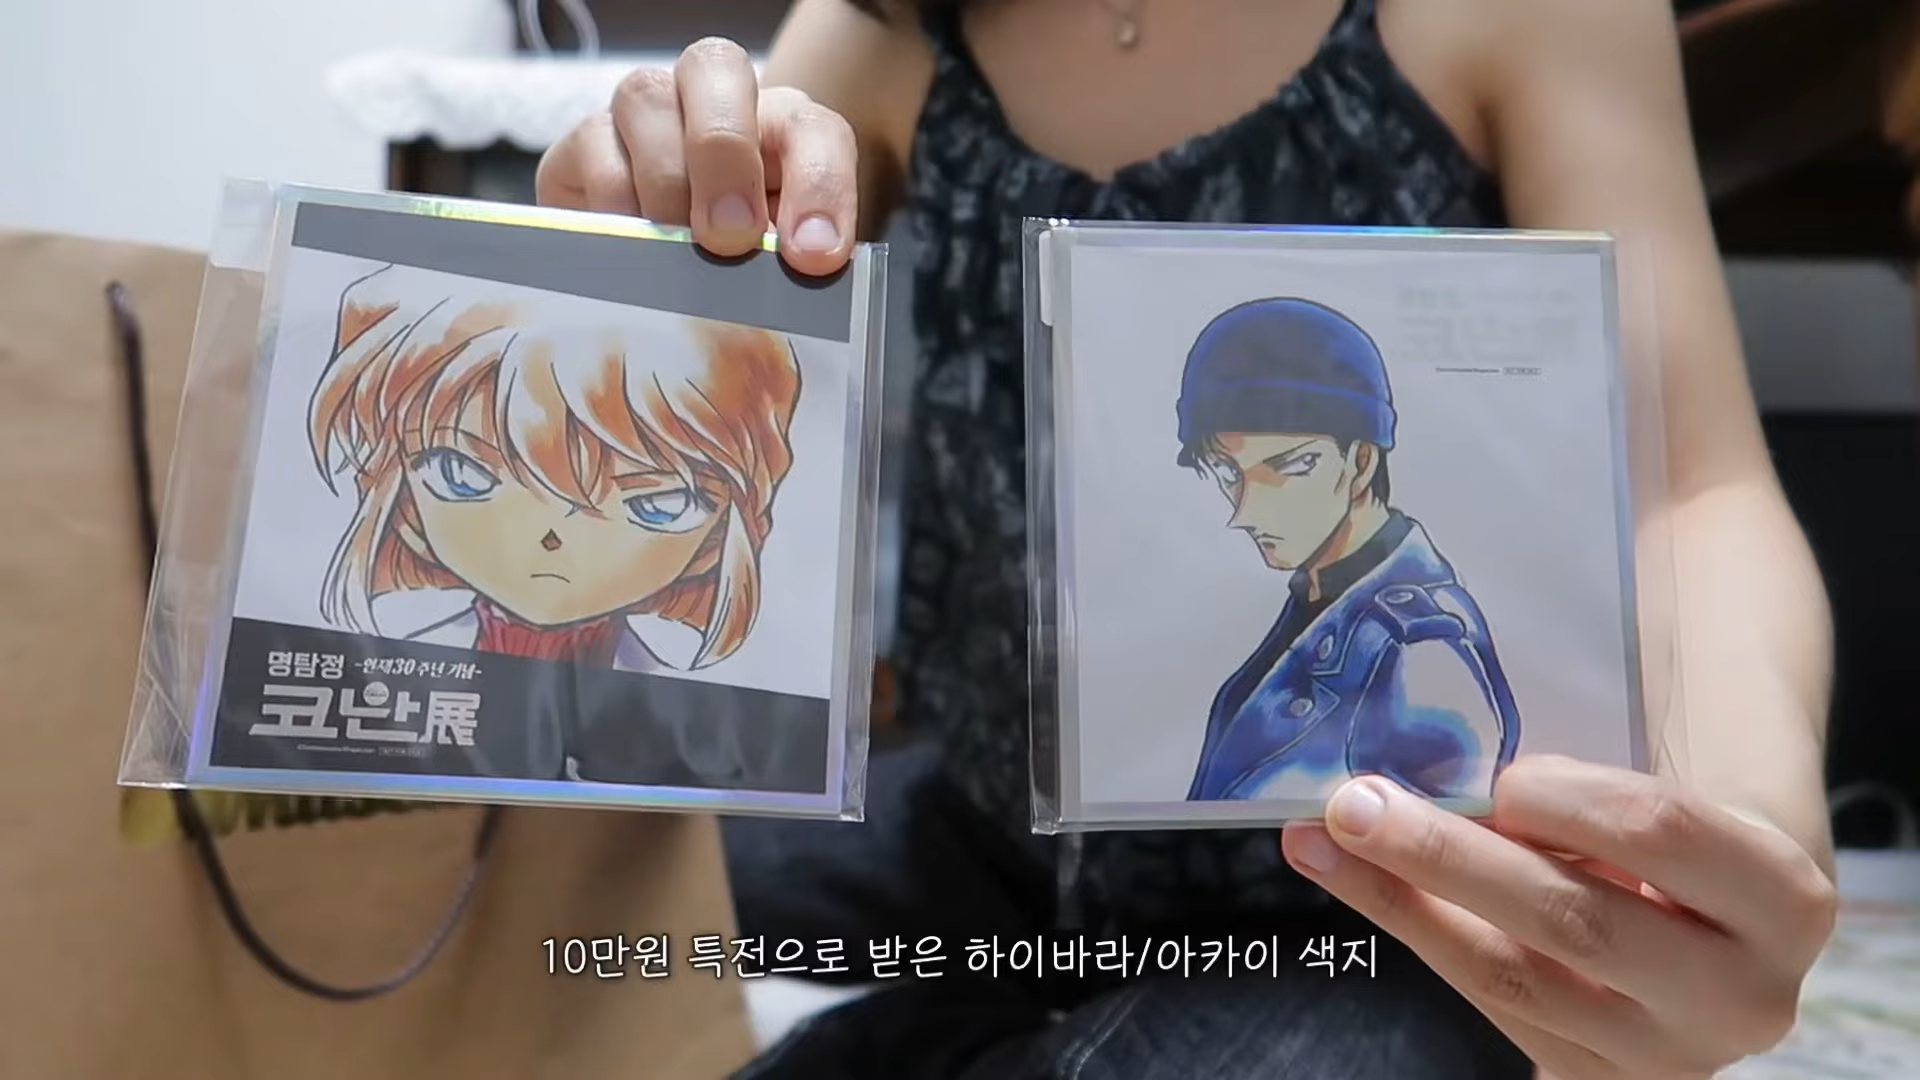 명탐정 -연재30주년 기념-
코난展
10만원 특전으로 받은 하이바라/아카이 색지